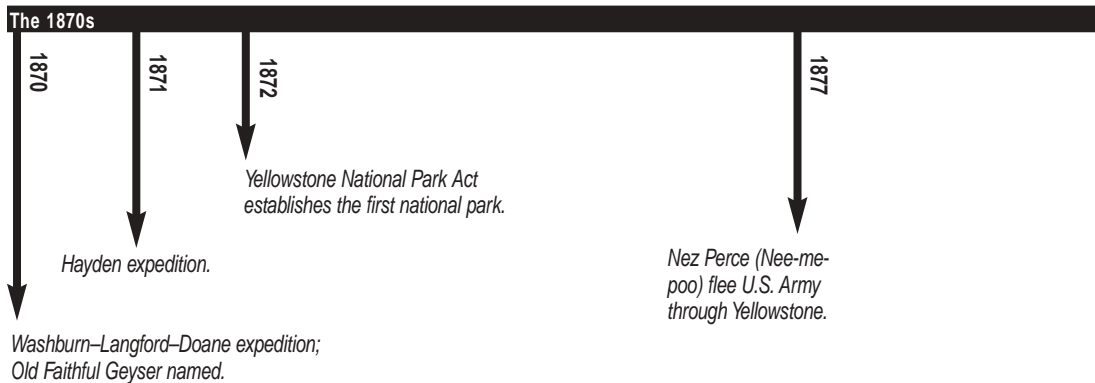 The 1870s
1870
1871
1872
1877
Yellowstone National Park Act
establishes the first national park.
Hayden expedition.
Nez Perce (Nee-me-
poo) flee U.S. Army
through Yellowstone.
Washburn–Langford–Doane expedition;
Old Faithful Geyser named.